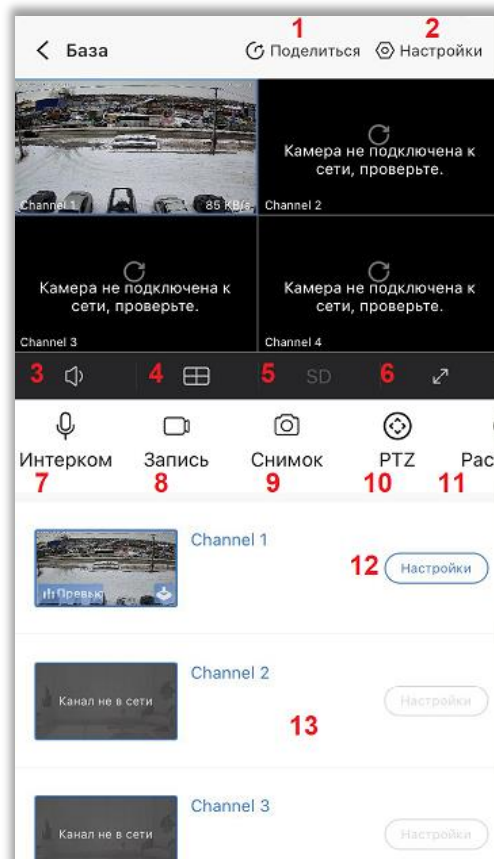 1 2
База Поделиться Настройки
Channel 1 85 KB/s
Камера не подключена к
сети, проверьте.
Channel 2
Камера не подключена к
сети, проверьте.
Channel 3
Камера не подключена к
сети, проверьте.
Channel 4
3 4 5 SD 6
Интерком Запись Снимок PTZ Рас
7 8 9 10 11
Channel 1
Превью
12 Настройки
Channel 2
Канал не в сети
Настройки
13
Channel 3
Канал не в сети
Настройки